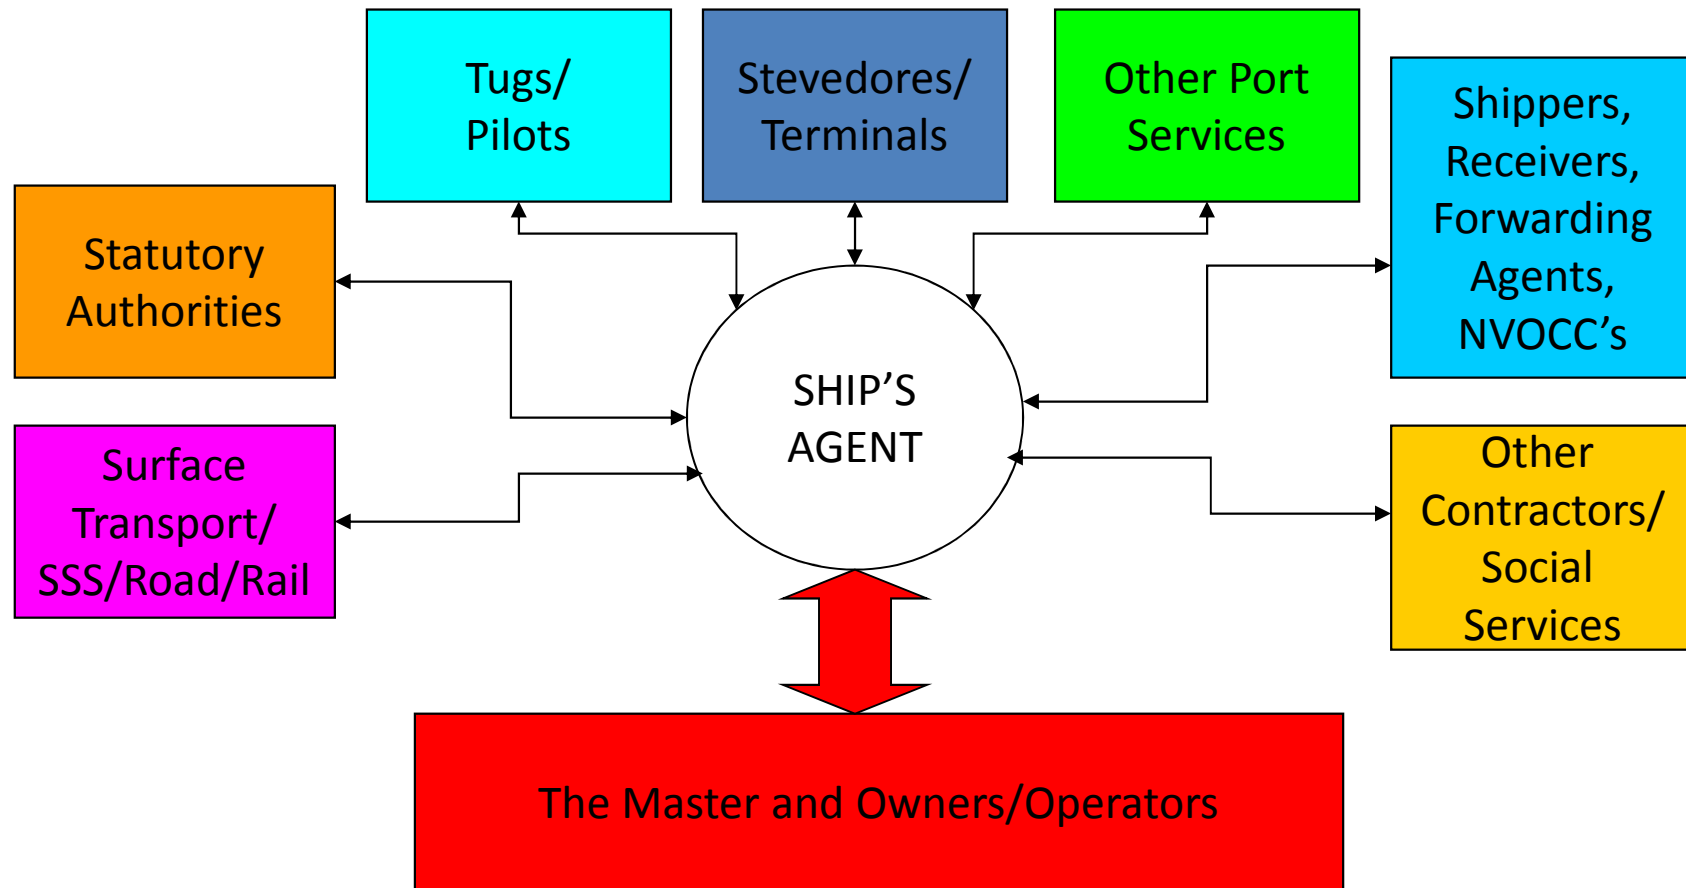 Tugs/
Pilots
Stevedores/
Terminals
Other Port
Services
Shippers,
Receivers,
Forwarding
Agents,
NVOCC’s
Statutory
Authorities
SHIP’S
AGENT
Surface
Transport/
SSS/Road/Rail
Other
Contractors/
Social
Services
The Master and Owners/Operators